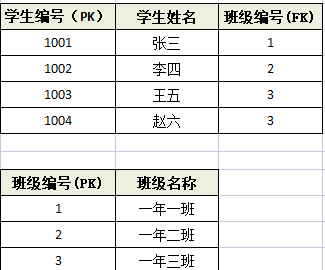 学生编号（PK） 学生姓名 班级编号(FK)
1001 张三 1
1002 李四 2
1003 王五 3
1004 赵六 3
班级编号(PK) 班级名称
1 一年一班
2 一年二班
3 一年三班